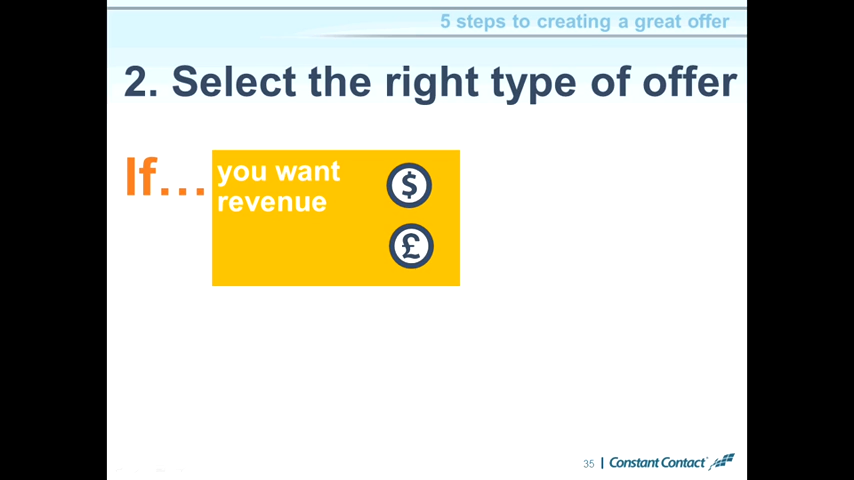 5 steps to creating a great offer
2. Select the right type of offer
If…
you want
revenue
$
£
35 | Constant Contact